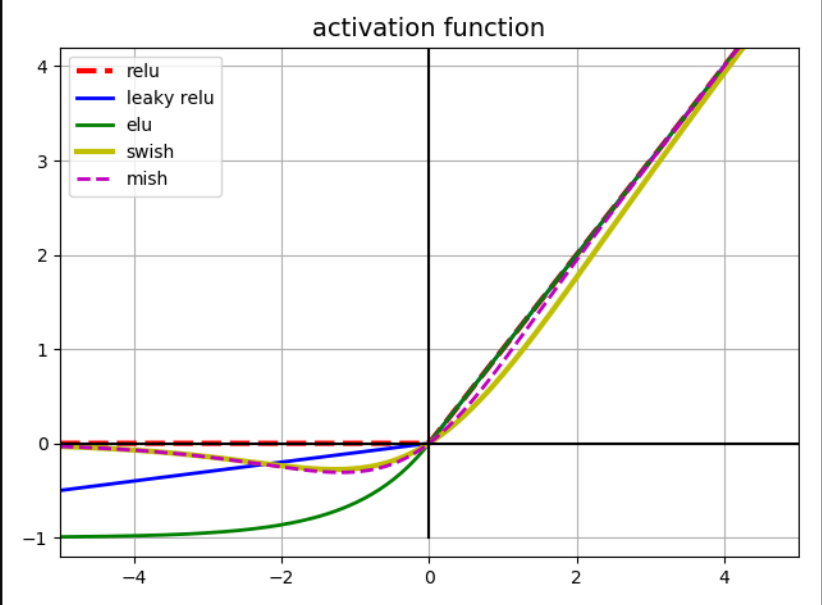 activation function
relu
leaky relu
elu
swish
mish
4
3
2
1
0
−1
−4
−2
0
2
4